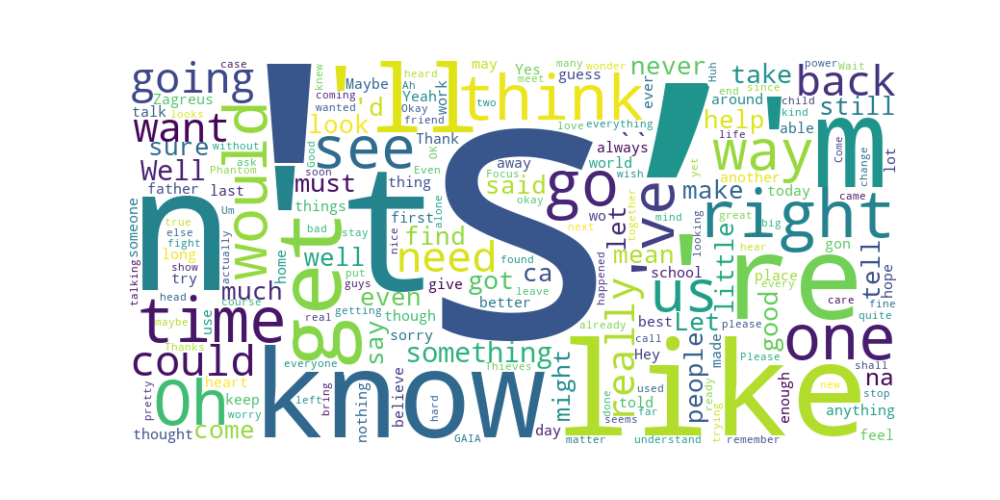 case
going
!
'll
think
Maybe
knew
coming
wanted
heard
Ah
Yeah
Okay
friend
work
may
Yes
meet
two
many
guess
wonder
ever
never
Huh
take
power
Wait
back
Zagreus
talk
looks
want
'd
look
Good
soon
see
Thank
OK
Even
love
everything
``
always
'
around
end
since
child
kind
able
help
life
still
m
Come
change
lot
sure
without
ask
Well
Phantom
father
last
would
'
must
thing
things
t
s
away
Focus
said
okay
go
world
wish
've
yet
way
another
make
today
came
right
someone
n't
Um
true
else
fight
long
show
try
actually
home
get
bad
stay
well
nice
first
alone
find
need
got
next
found
wo
let
together
mean
mind
looking
great
big
little
hear
gon
tell
hope
talking
head
much
put
guys
give
even
getting
real
though
better
leave
ca
happened
really
'
us
school
place
every
're
care
fine
quite
time
maybe
use
course
Thanks
say
sorry
something
already
best
call
Let
Hey
please
made
good
Please
one
could
everyone
Thieves
people
shall
na
stop
pretty
Oh
heart
keep
worry
know
left
bring
nothing
believe
hard
might
like
done
told
used
seems
far
ready
trying
enough
new
anything
thought
come
GAIA
day
matter
understand
remember
feel